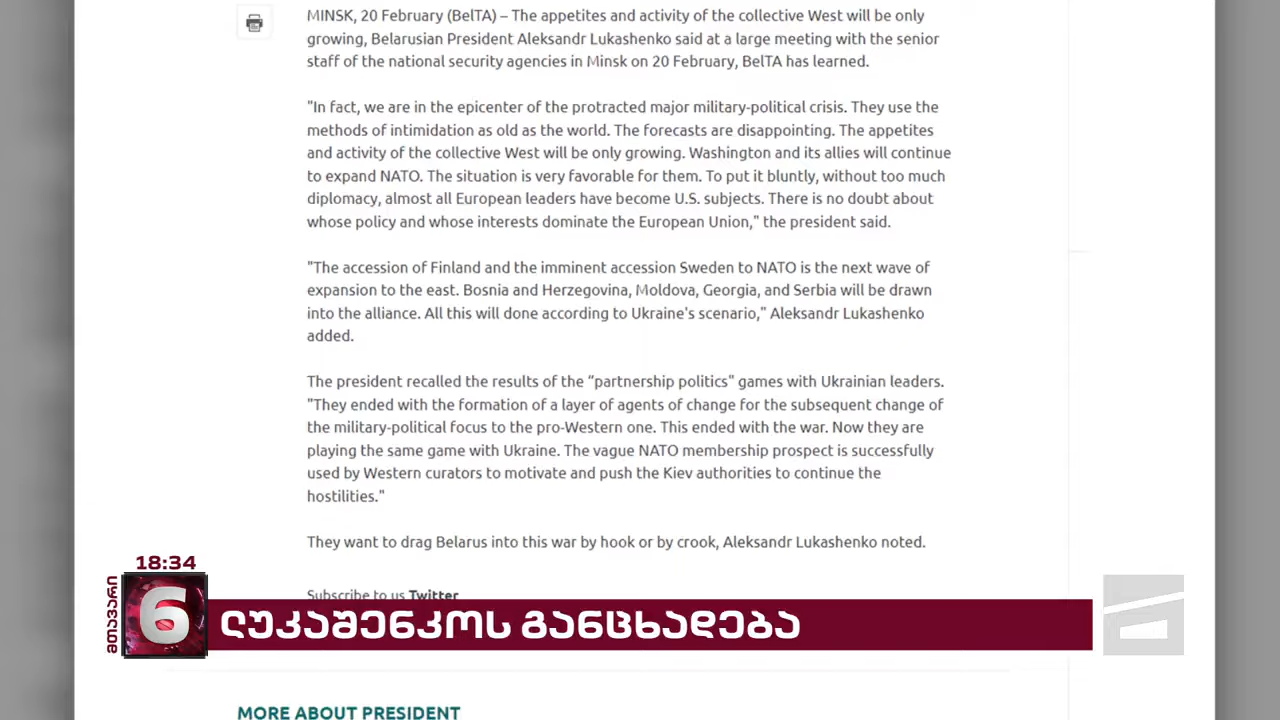 MINSK, 20 February (BelTA) – The appetites and activity of the collective West will be only
growing, Belarusian President Aleksandr Lukashenko said at a large meeting with the senior
staff of the national security agencies in Minsk on 20 February, BelTA has learned.
"In fact, we are in the epicenter of the protracted major military-political crisis. They use the
methods of intimidation as old as the world. The forecasts are disappointing. The appetites
and activity of the collective West will be only growing. Washington and its allies will continue
to expand NATO. The situation is very favorable for them. To put it bluntly, without too much
diplomacy, almost all European leaders have become U.S. subjects. There is no doubt about
whose policy and whose interests dominate the European Union," the president said.
"The accession of Finland and the imminent accession Sweden to NATO is the next wave of
expansion to the east. Bosnia and Herzegovina, Moldova, Georgia, and Serbia will be drawn
into the alliance. All this will done according to Ukraine's scenario," Aleksandr Lukashenko
added.
The president recalled the results of the “partnership politics" games with Ukrainian leaders.
"They ended with the formation of a layer of agents of change for the subsequent change of
the military-political focus to the pro-Western one. This ended with the war. Now they are
playing the same game with Ukraine. The vague NATO membership prospect is successfully
used by Western curators to motivate and push the Kiev authorities to continue the
hostilities."
They want to drag Belarus into this war by hook or by crook, Aleksandr Lukashenko noted.
Subscribe to us Twitter
18:34
მთავარი
6
ლუკაშენკოს განცხადება
MORE ABOUT PRESIDENT